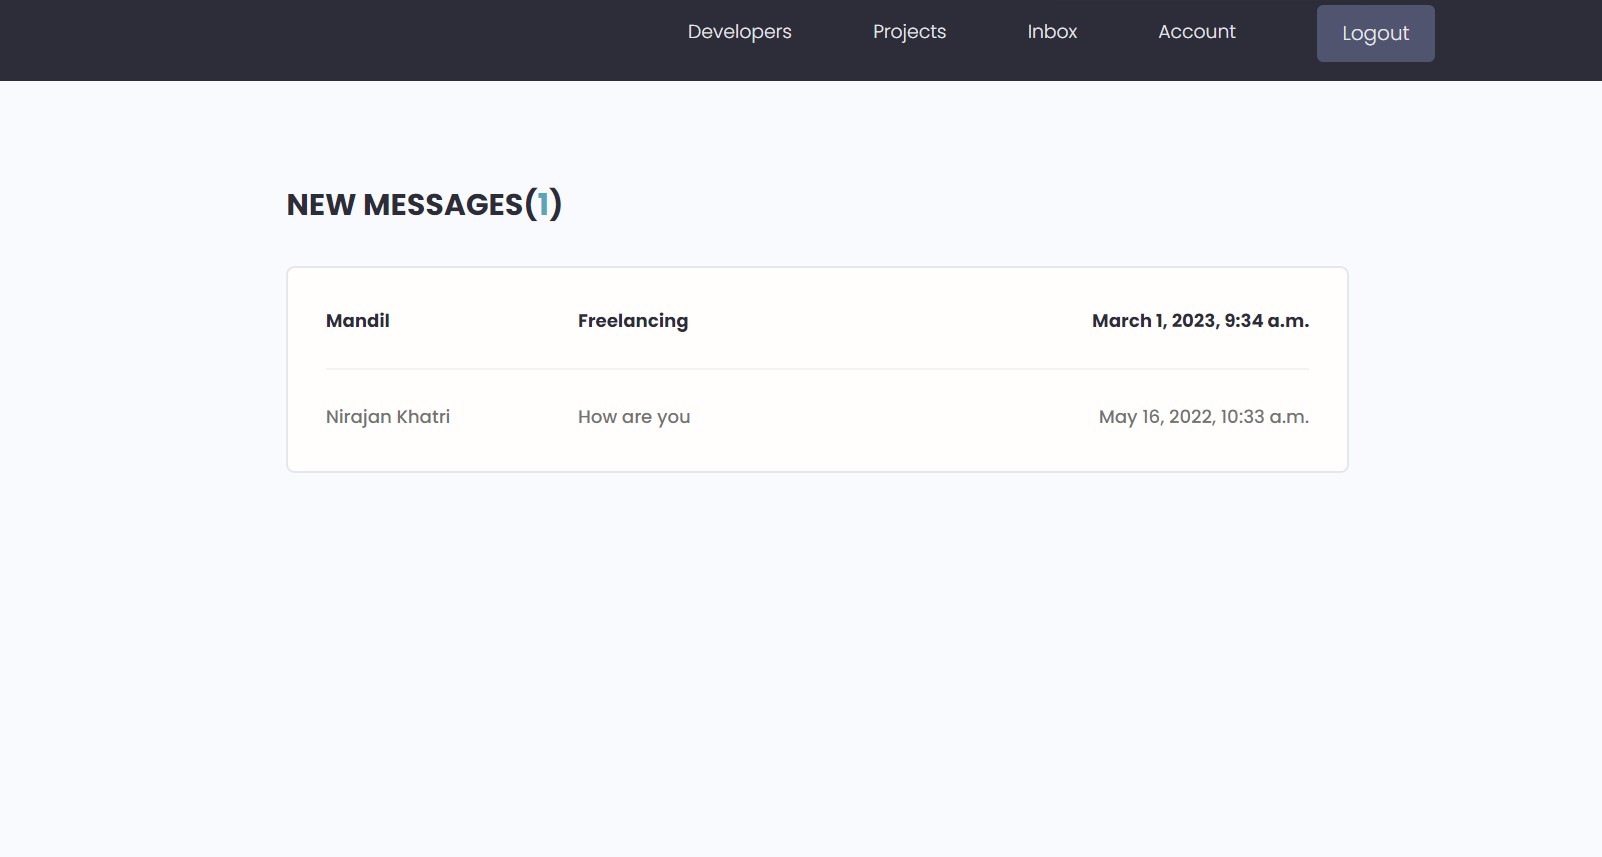 Developers Projects Inbox Account Logout
NEW MESSAGES(1)
Mandil Freelancing March 1, 2023, 9:34 a.m.
Nirajan Khatri How are you May 16, 2022, 10:33 a.m.